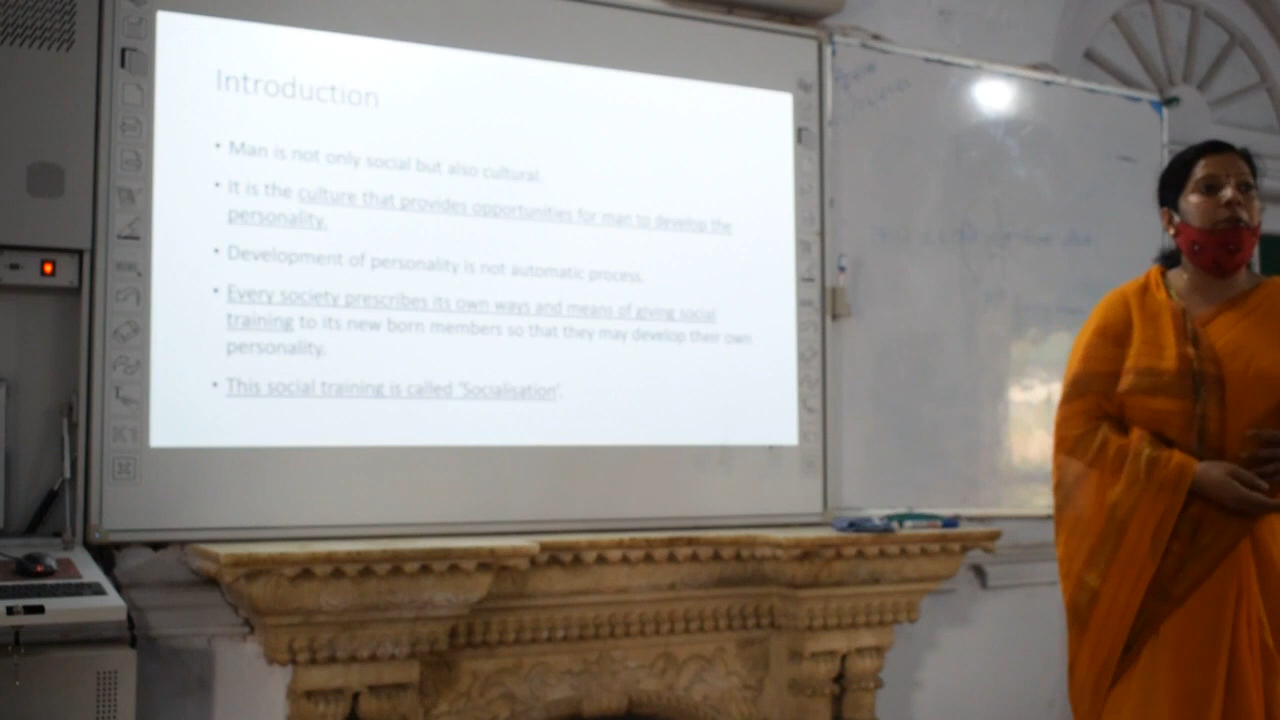 Introduction
• Man is not only social but also cultural.
• It is the culture that provides opportunities for man to develop the
personality.
• Development of personality is not automatic process.
• Every society prescribes its own ways and means of giving social
training to its new born members so that they may develop their own
personality.
• This social training is called ‘Socialisation’.